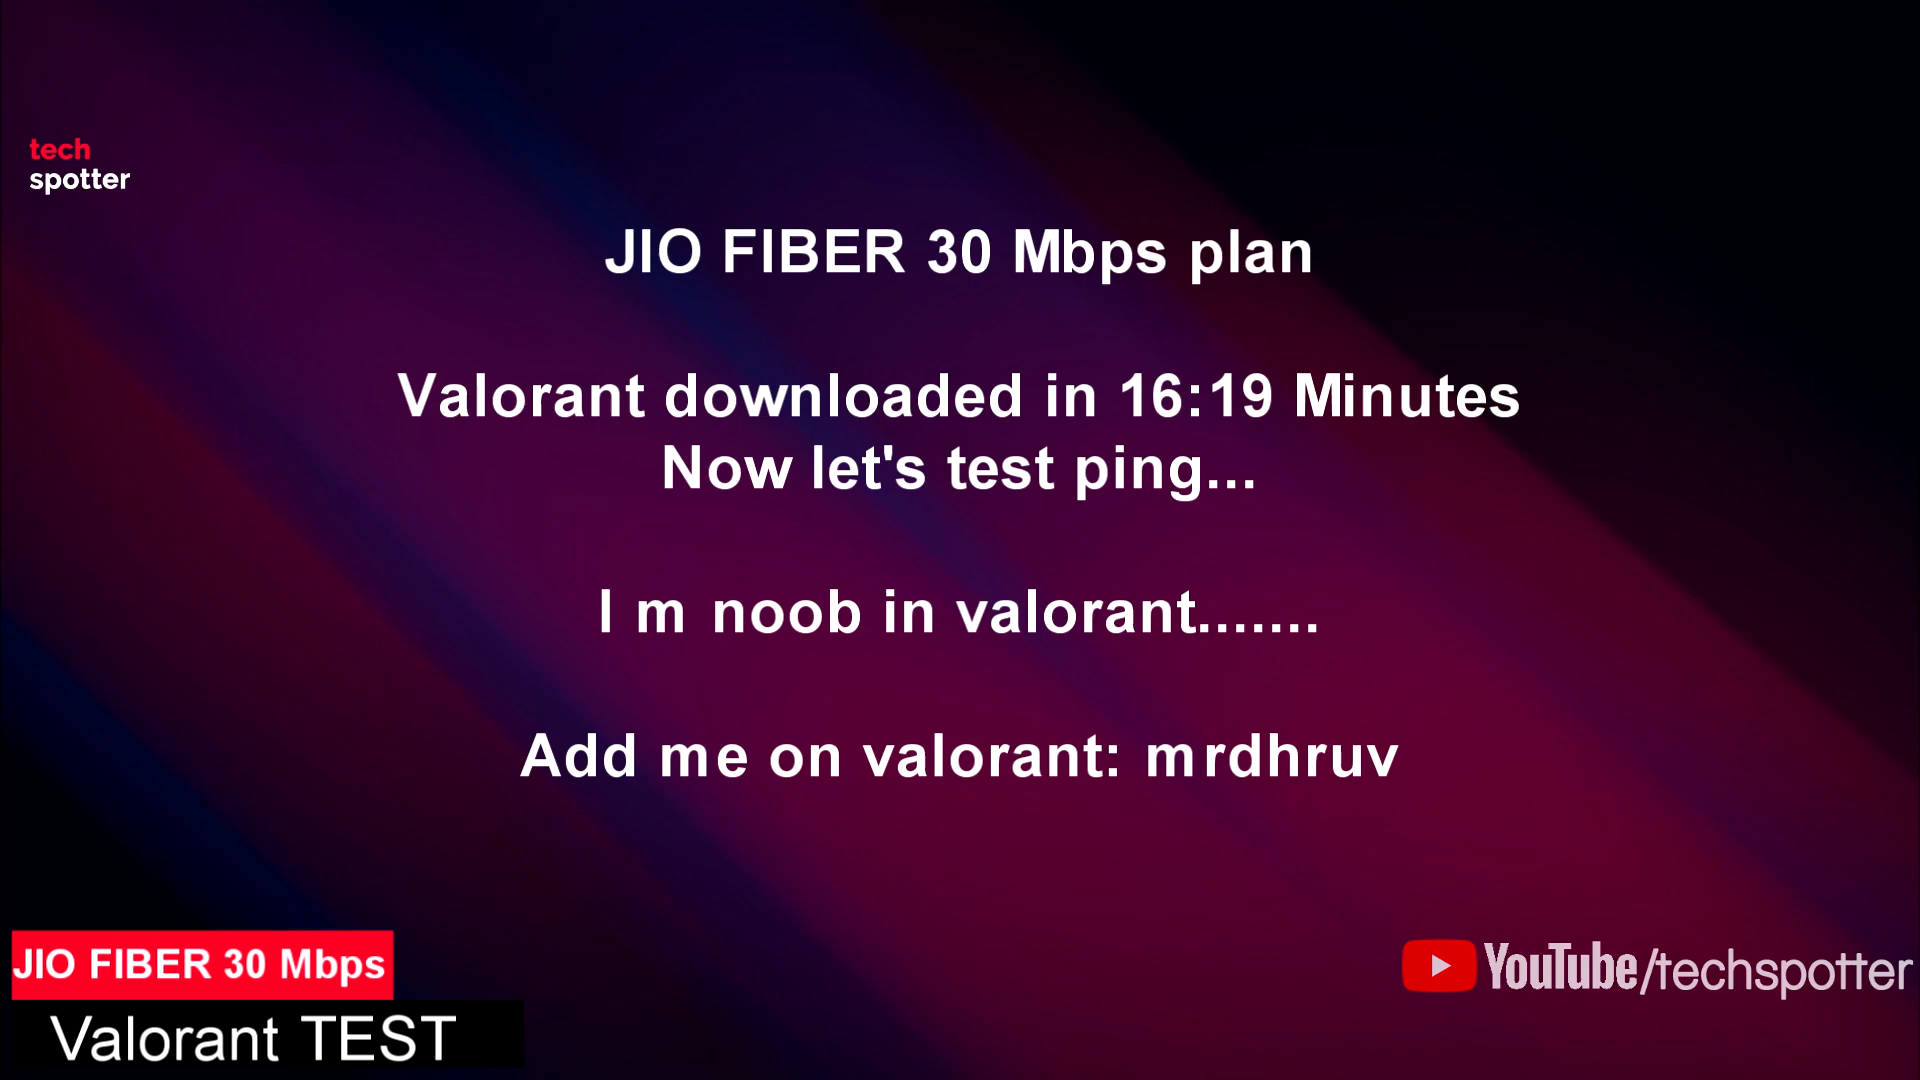 tech
spotter
JIO FIBER 30 Mbps plan
Valorant downloaded in 16:19 Minutes
Now let's test ping...
I m noob in valorant.......
Add me on valorant: mrdhruv
JIO FIBER 30 Mbps
Valorant TEST
YouTube/techspotter